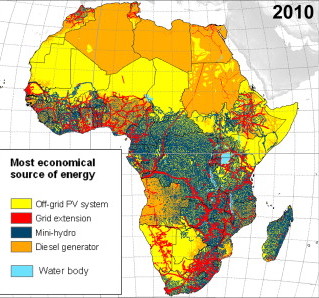 2010
Most economical
source of energy
Off-grid PV system
Grid extension
Mini-hydro
Diesel generator
Water body